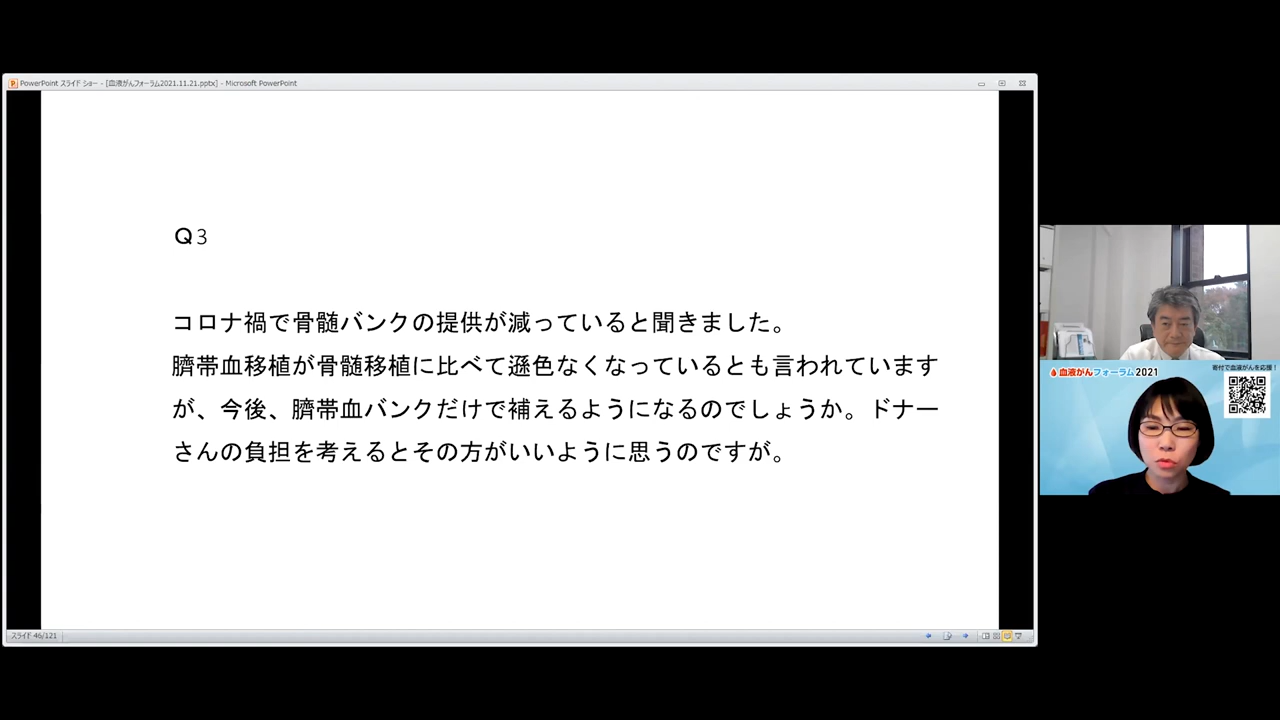 PowerPoint スライド ショー - [血液がんフォーラム2021.11.21.pptx] - Microsoft PowerPoint
Q3
コロナ禍で骨髄バンクの提供が減っていると聞きました。
臍帯血移植が骨髄移植に比べて遜色なくなっているとも言われています
が、今後、臍帯血バンクだけで補えるようになるのでしょうか。ドナー
さんの負担を考えるとその方がいいように思うのですが。
スライド 46/121
血液がんフォーラム2021
寄付で血液がんを応援！